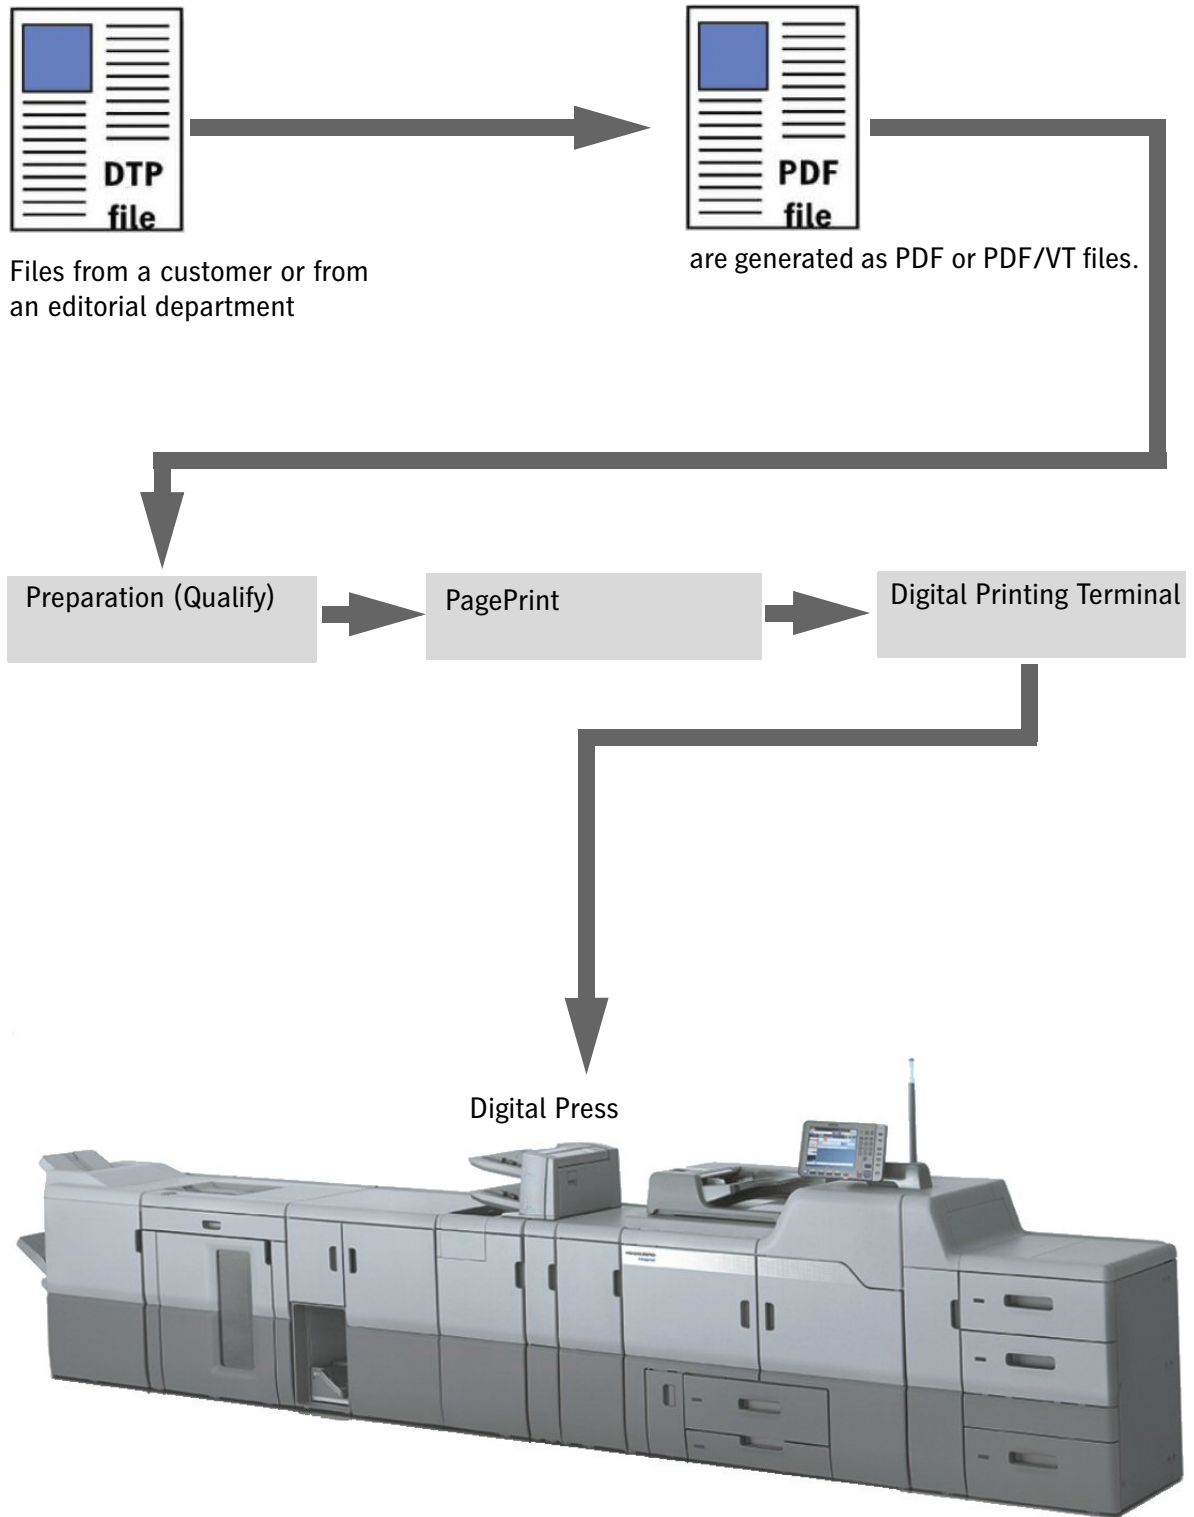 DTP
file
PDF
file
Files from a customer or from
an editorial department
are generated as PDF or PDF/VT files.
Preparation (Qualify)
PagePrint
Digital Printing Terminal
Digital Press